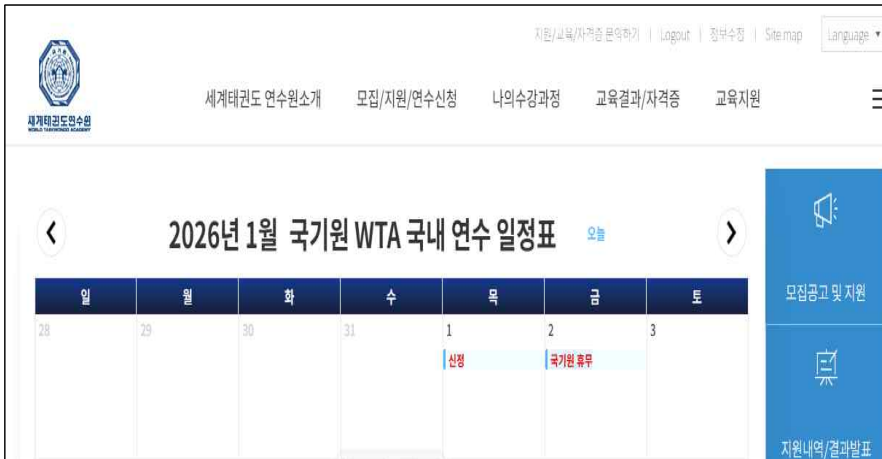 지원/교육/자격증 문의하기 | Logout | 정보수정 | Site map Language
세계태권도연수원
WORLD TAEKWONDO ACADEMY
세계태권도 연수원소개 모집/지원/연수신청 나의수강과정 교육결과/자격증 교육지원
2026년 1월 국기원 WTA 국내 연수 일정표 오늘
일 월 화 수 목 금 토
28 29 30 31 1 2 3
신정 국기원 휴무
모집공고 및 지원
지원내역/결과발표